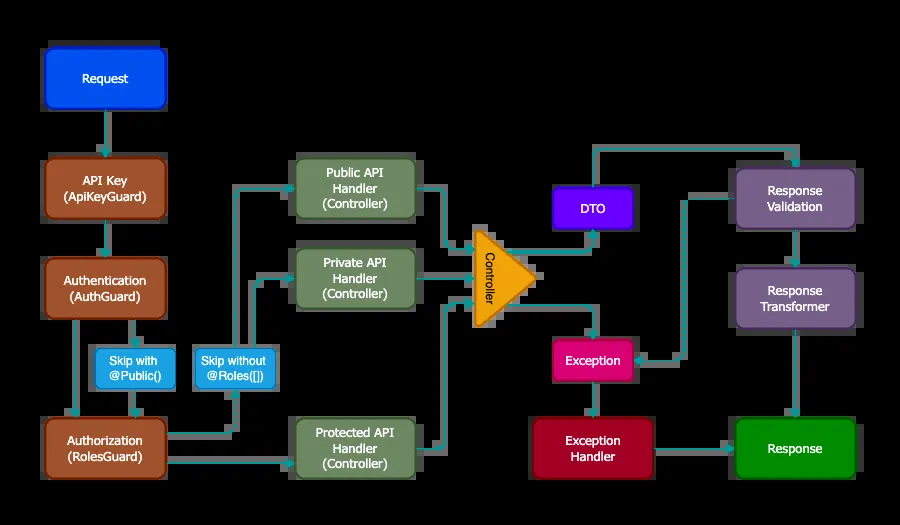 Request
API Key
(ApiKeyGuard)
Authentication
(AuthGuard)
Skip with
@Public()
Skip without
@Roles([])
Authorization
(RolesGuard)
Public API
Handler
(Controller)
Private API
Handler
(Controller)
Protected API
Handler
(Controller)
Controller
DTO
Exception
Exception
Handler
Response
Validation
Response
Transformer
Response